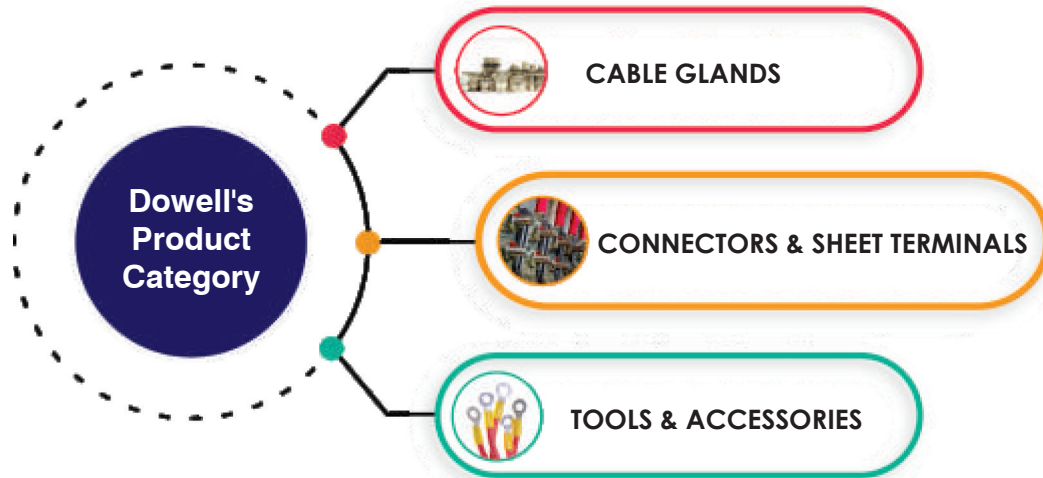 Dowell's
Product
Category
CABLE GLANDS
CONNECTORS & SHEET TERMINALS
TOOLS & ACCESSORIES